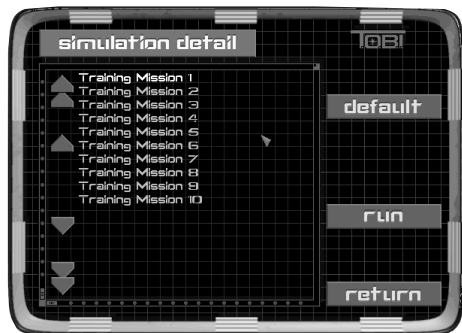 simulation detail
TOBI
Training Mission 1
Training Mission 2
Training Mission 3
Training Mission 4
Training Mission 5
Training Mission 6
Training Mission 7
Training Mission 8
Training Mission 9
Training Mission 10
default
run
return